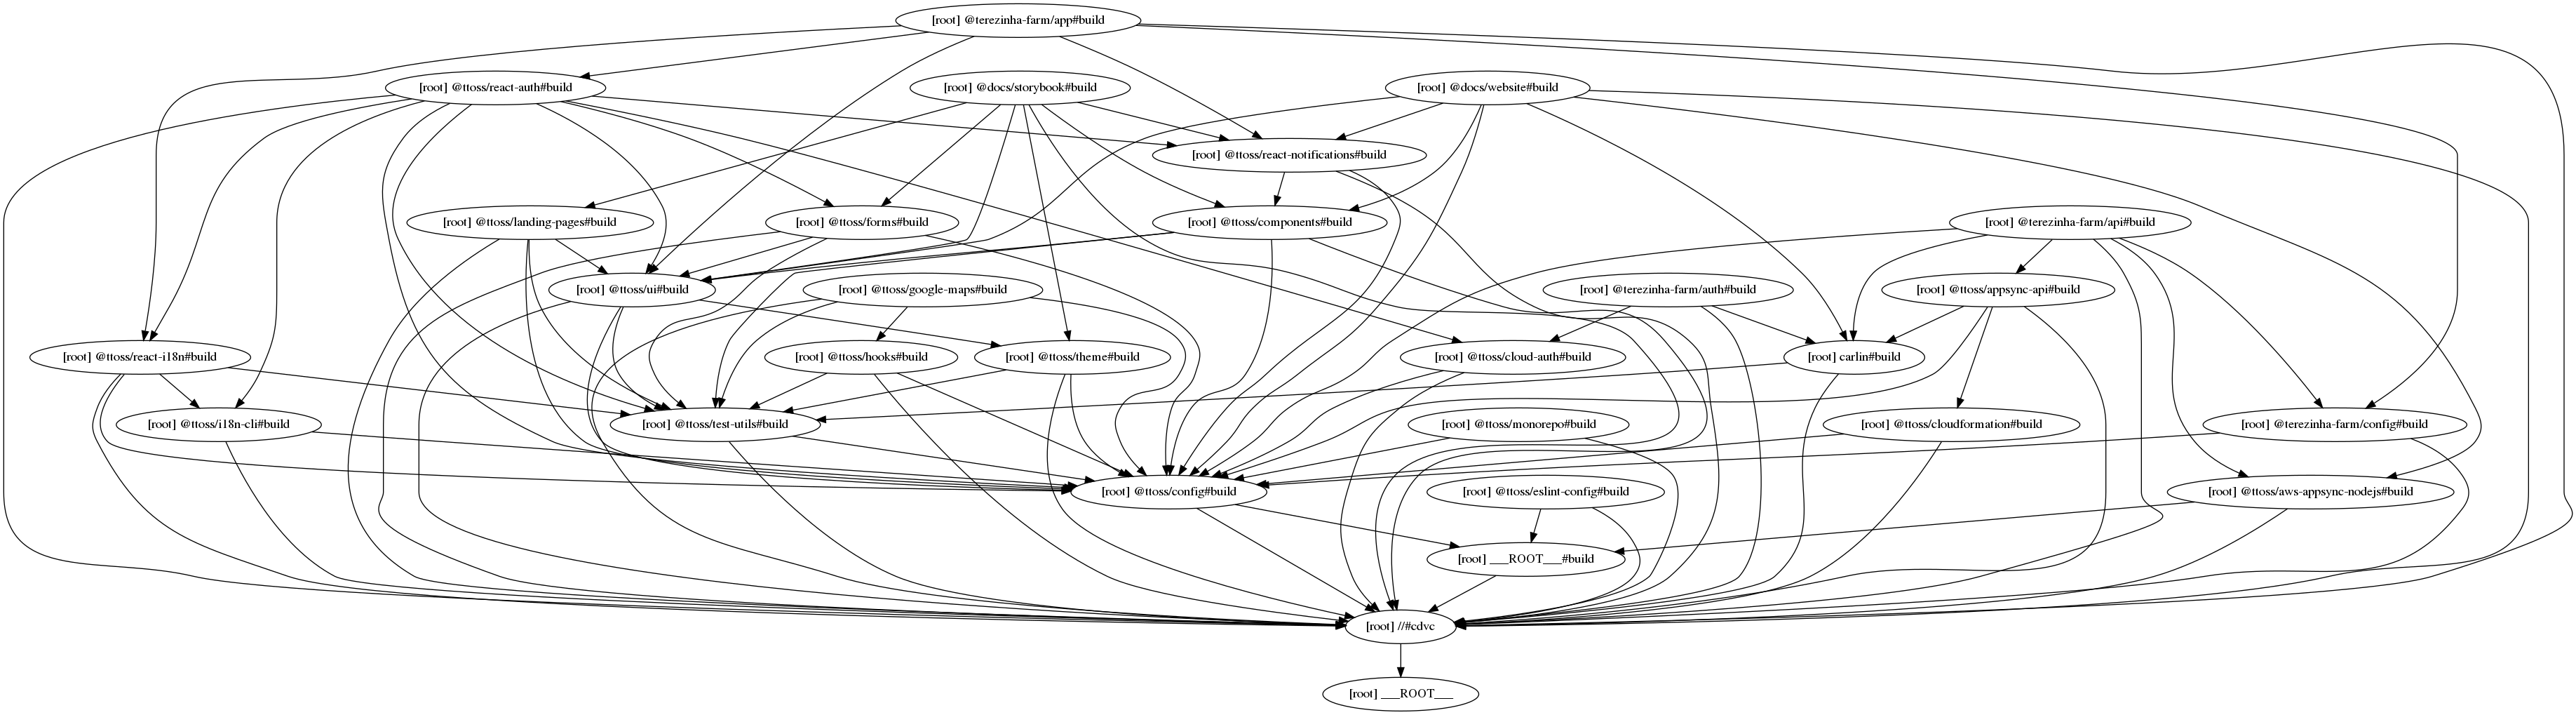 [root] @terezinha-farm/app#build
[root] @ttoss/react-auth#build
[root] @docs/storybook#build
[root] @docs/website#build
[root] @ttoss/react-notifications#build
[root] @ttoss/landing-pages#build
[root] @ttoss/forms#build
[root] @ttoss/components#build
[root] @terezinha-farm/api#build
[root] @ttoss/ui#build
[root] @ttoss/google-maps#build
[root] @terezinha-farm/auth#build
[root] @ttoss/appsync-api#build
[root] @ttoss/react-i18n#build
[root] @ttoss/hooks#build
[root] @ttoss/theme#build
[root] @ttoss/cloud-auth#build
[root] carlin#build
[root] @ttoss/i18n-cli#build
[root] @ttoss/test-utils#build
[root] @ttoss/monorepo#build
[root] @ttoss/cloudformation#build
[root] @terezinha-farm/config#build
[root] @ttoss/config#build
[root] @ttoss/eslint-config#build
[root] @ttoss/aws-appsync-nodejs#build
[root] ___ROOT___#build
[root] //#cdvc
[root] ___ROOT___